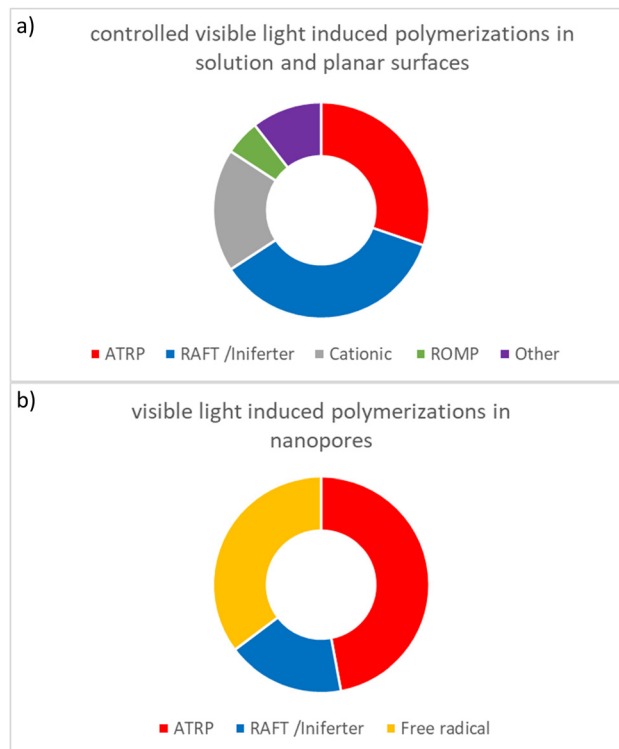 a)
controlled visible light induced polymerizations in
solution and planar surfaces
ATRP RAFT /Iniferter Cationic ROMP Other
b)
visible light induced polymerizations in
nanopores
ATRP RAFT /Iniferter Free radical